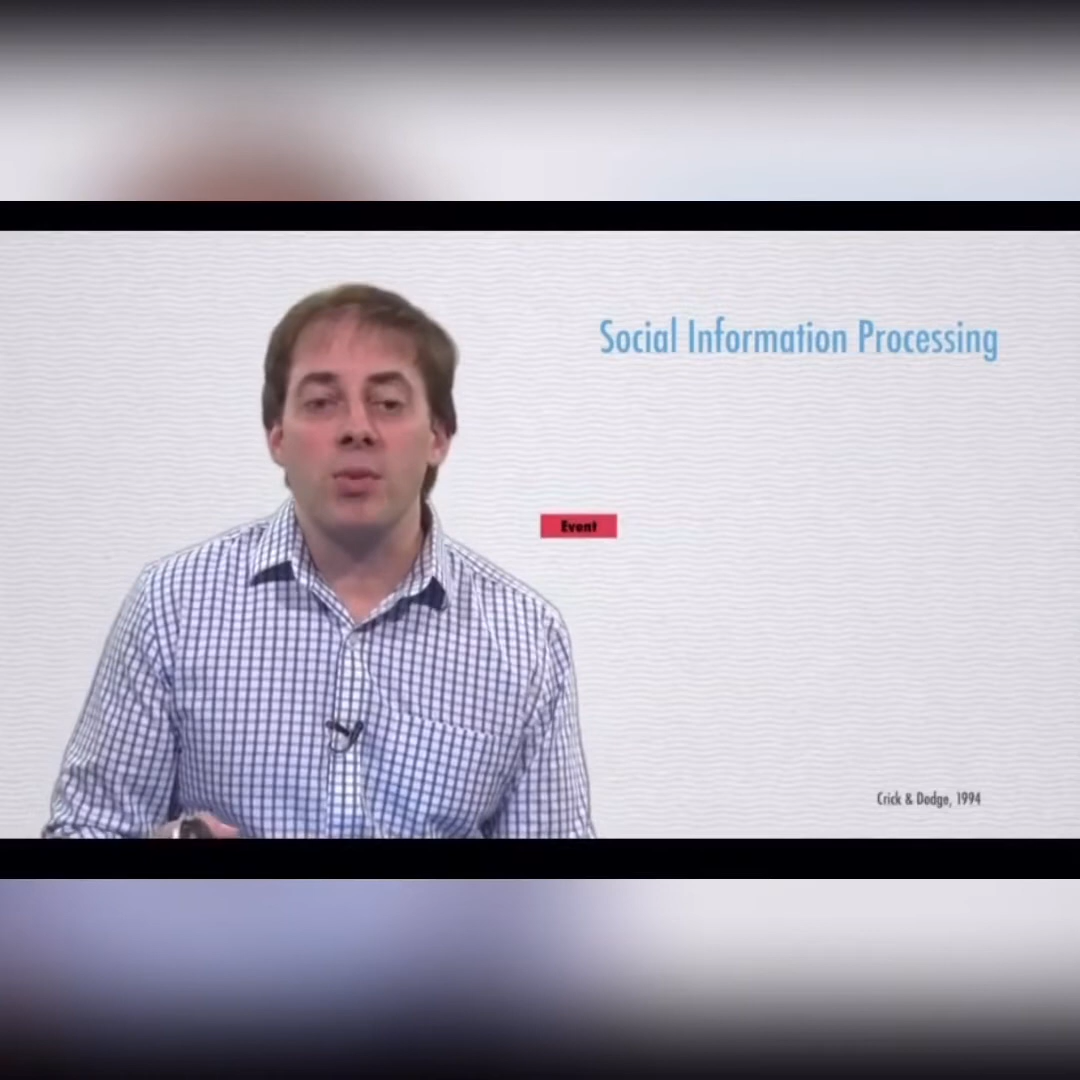 Social Information Processing
Event
Crick & Dodge, 1994